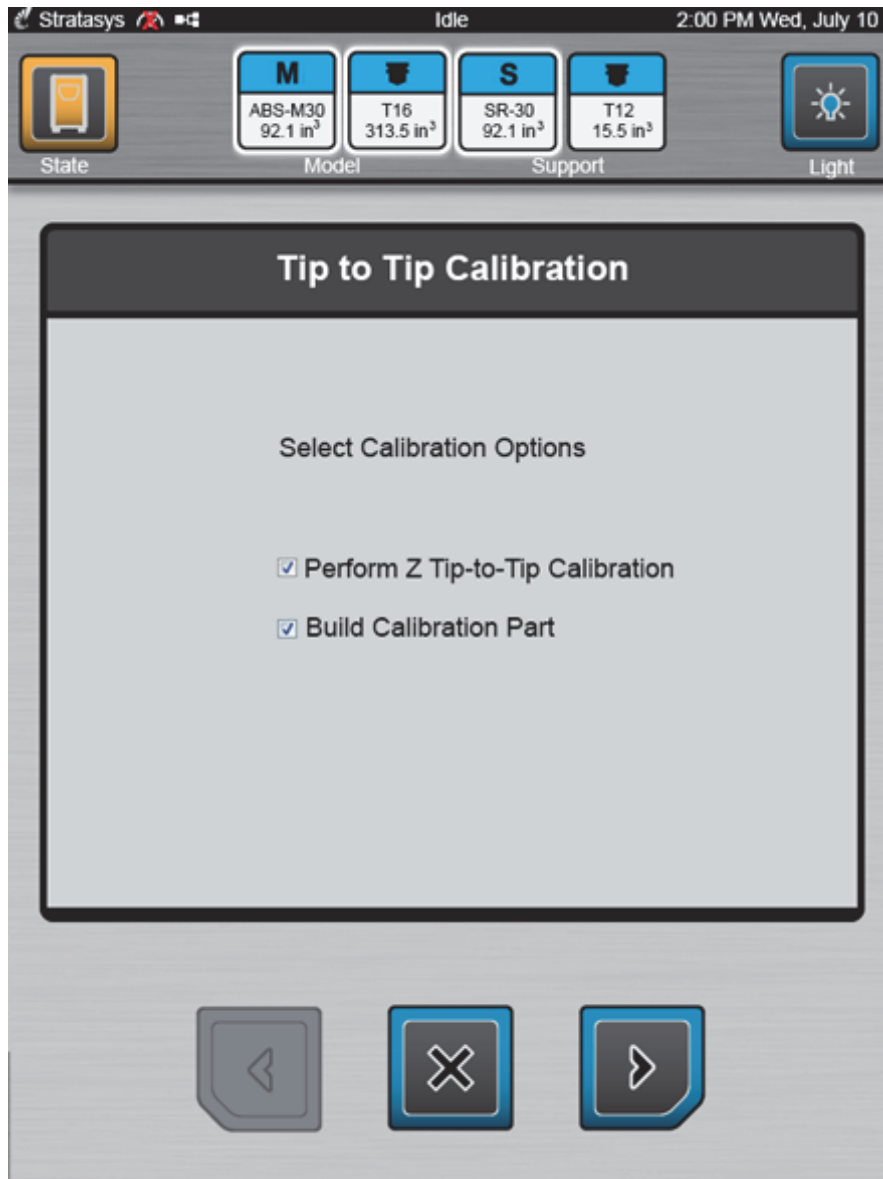 Stratasys Idle 2:00 PM Wed, July 10
M S
ABS-M30 T16 SR-30 T12
92.1 in³ 313.5 in³ 92.1 in³ 15.5 in³
State Model Support Light
Tip to Tip Calibration
Select Calibration Options
Perform Z Tip-to-Tip Calibration
Build Calibration Part